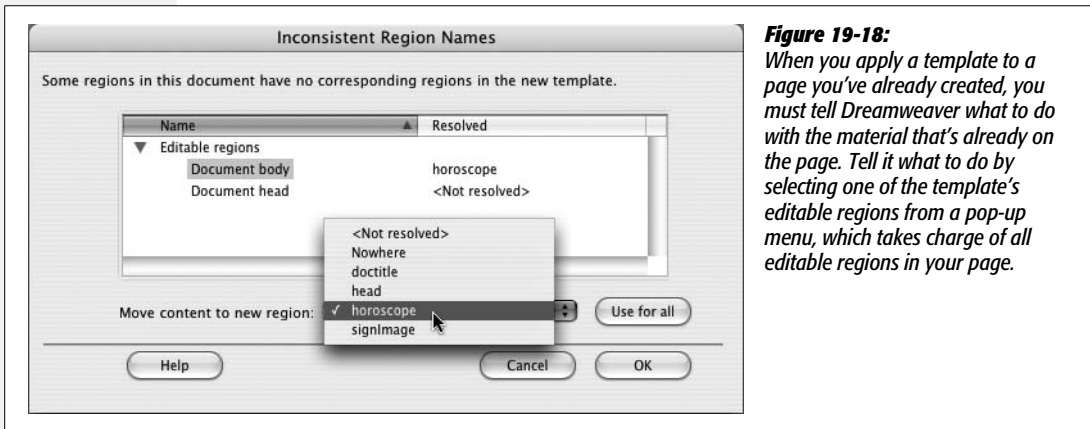 Inconsistent Region Names
Some regions in this document have no corresponding regions in the new template.
Name Resolved
Editable regions
Document body horoscope
Document head <Not resolved>
<Not resolved>
Nowhere
doctitle
head
Move content to new region: ✓ horoscope Use for all
signImage
Help Cancel OK
Figure 19-18:
When you apply a template to a
page you've already created, you
must tell Dreamweaver what to do
with the material that's already on
the page. Tell it what to do by
selecting one of the template's
editable regions from a pop-up
menu, which takes charge of all
editable regions in your page.